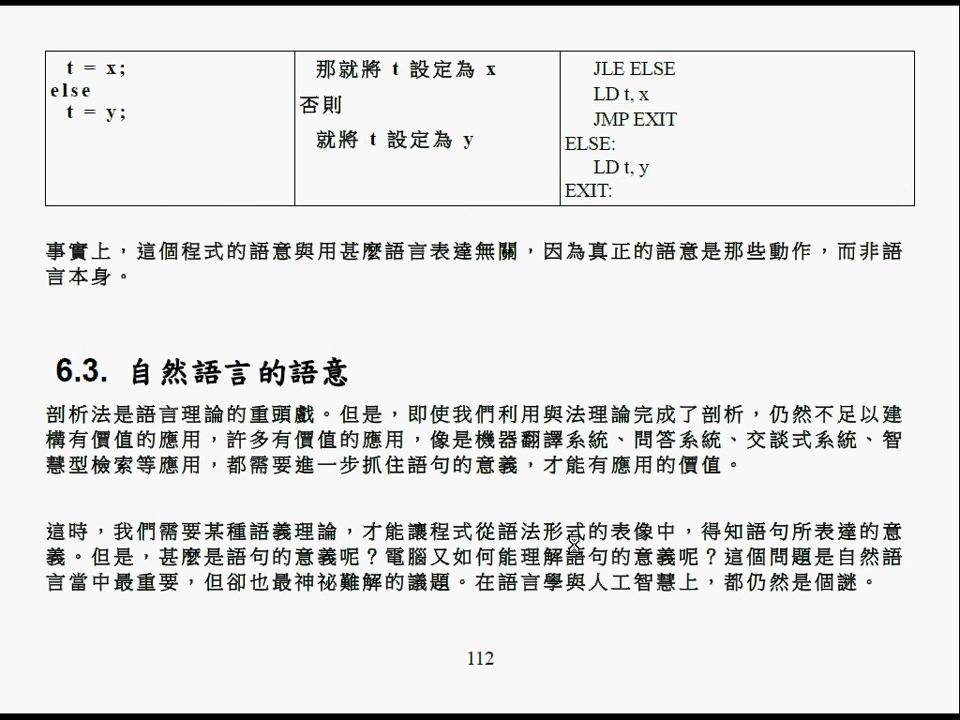 t = x;
else
t = y;
那就將 t 設定為 x
否則
就將 t 設定為 y
JLE ELSE
LD t, x
JMP EXIT
ELSE:
LD t, y
EXIT:
事實上，這個程式的語意與用甚麼語言表達無關，因為真正的語意是那些動作，而非語
言本身。
6.3. 自然語言的語意
剖析法是語言理論的重頭戲。但是，即使我們利用與法理論完成了剖析，仍然不足以建
構有價值的應用，許多有價值的應用，像是機器翻譯系統、問答系統、交談式系統、智
慧型檢索等應用，都需要進一步抓住語句的意義，才能有應用的價值。
這時，我們需要某種語義理論，才能讓程式從語法形式的表像中，得知語句所表達的意
義。但是，甚麼是語句的意義呢？電腦又如何能理解語句的意義呢？這個問題是自然語
言當中最重要，但卻也最神祕難解的議題。在語言學與人工智慧上，都仍然是個謎。
112